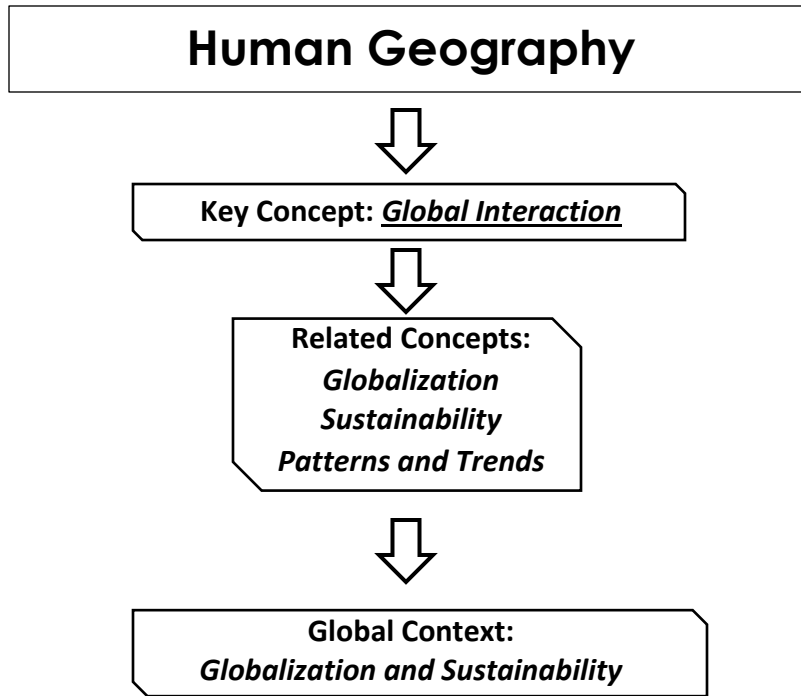 Human Geography
Key Concept: Global Interaction
Related Concepts:
Globalization
Sustainability
Patterns and Trends
Global Context:
Globalization and Sustainability